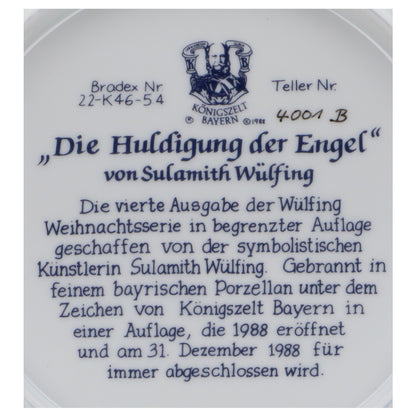 Bradex Nr.
22-K46-54
K K
KÖNIGSZELT
® BAYERN © 1988
Teller Nr.
4001 B
„Die Huldigung der Engel“
von Sulamith Wülfing
Die vierte Ausgabe der Wülfing
Weihnachtsserie in begrenzter Auflage
geschaffen von der symbolistischen
Künstlerin Sulamith Wülfing. Gebrannt in
feinem bayrischen Porzellan unter dem
Zeichen von Königszelt Bayern in
einer Auflage, die 1988 eröffnet
und am 31. Dezember 1988 für
immer abgeschlossen wird.